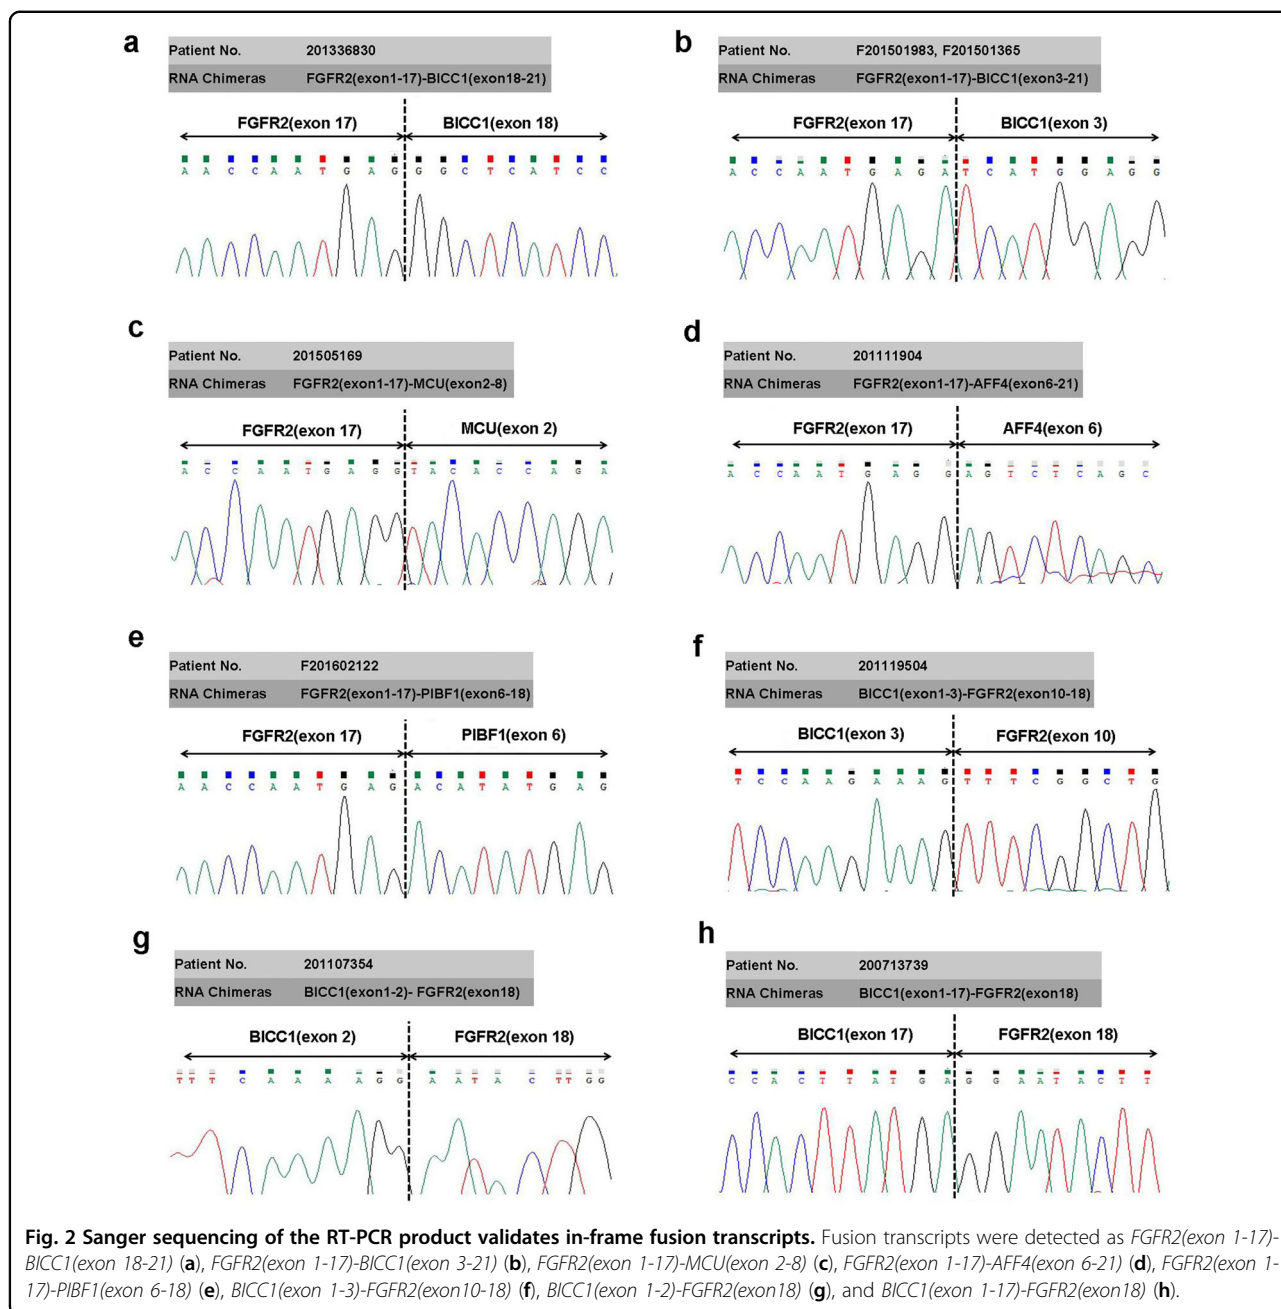 a
Patient No. 201336830
RNA Chimeras FGFR2(exon1-17)-BICC1(exon18-21)
FGFR2(exon 17) BICC1(exon 18)
A A C C A A T G A G G G C T C A T C C
b
Patient No. F201501983, F201501365
RNA Chimeras FGFR2(exon1-17)-BICC1(exon3-21)
FGFR2(exon 17) BICC1(exon 3)
A C C A A T G A G A T C A T G G A G G
c
Patient No. 201505169
RNA Chimeras FGFR2(exon1-17)-MCU(exon2-8)
FGFR2(exon 17) MCU(exon 2)
A C C A A T G A G G T A C A C C A G A
d
Patient No. 201111904
RNA Chimeras FGFR2(exon1-17)-AFF4(exon6-21)
FGFR2(exon 17) AFF4(exon 6)
A C C A A T G A G G A G T C T C A G C
e
Patient No. F201602122
RNA Chimeras FGFR2(exon1-17)-PIBF1(exon6-18)
FGFR2(exon 17) PIBF1(exon 6)
A A C C A A T G A G A C A T A T G A G
f
Patient No. 201119504
RNA Chimeras BICC1(exon1-3)-FGFR2(exon10-18)
BICC1(exon 3) FGFR2(exon 10)
T C C A A G A A A G T T T C G G C T G
g
Patient No. 201107354
RNA Chimeras BICC1(exon1-2)- FGFR2(exon18)
BICC1(exon 2) FGFR2(exon 18)
T T T C A A A A G G A A T A C T T G G
h
Patient No. 200713739
RNA Chimeras BICC1(exon1-17)-FGFR2(exon18)
BICC1(exon 17) FGFR2(exon 18)
C C A C T T A T G A G G A A T A C T T
Fig. 2 Sanger sequencing of the RT-PCR product validates in-frame fusion transcripts. Fusion transcripts were detected as FGFR2(exon 1-17)-
BICC1(exon 18-21) (a), FGFR2(exon 1-17)-BICC1(exon 3-21) (b), FGFR2(exon 1-17)-MCU(exon 2-8) (c), FGFR2(exon 1-17)-AFF4(exon 6-21) (d), FGFR2(exon 1-
17)-PIBF1(exon 6-18) (e), BICC1(exon 1-3)-FGFR2(exon10-18) (f), BICC1(exon 1-2)-FGFR2(exon18) (g), and BICC1(exon 1-17)-FGFR2(exon18) (h).